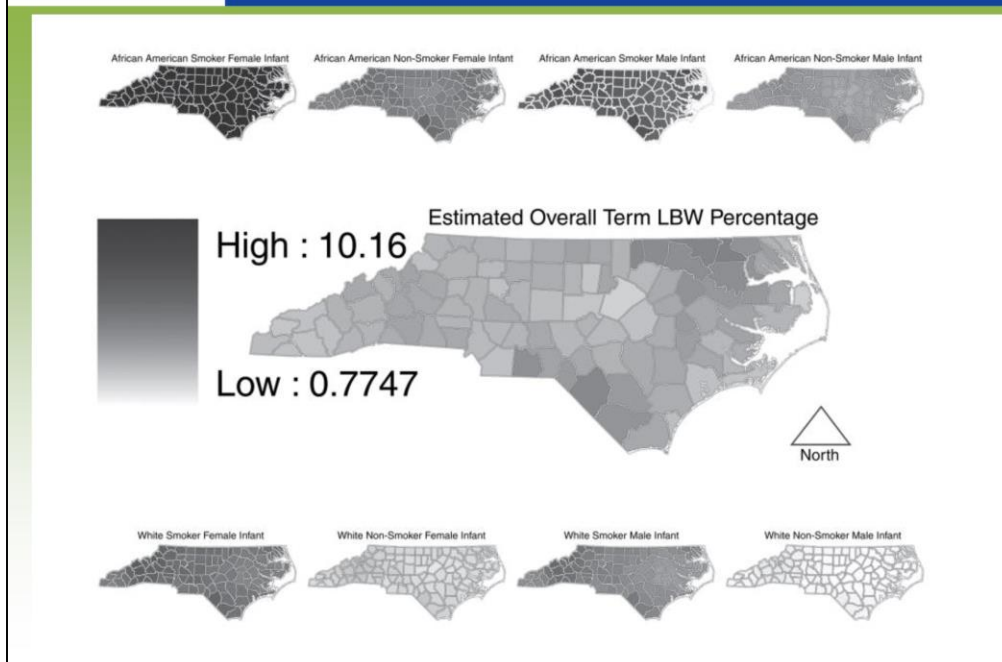 African American Smoker Female Infant
African American Non-Smoker Female Infant
African American Smoker Male Infant
African American Non-Smoker Male Infant
Estimated Overall Term LBW Percentage
High : 10.16
Low : 0.7747
North
White Smoker Female Infant
White Non-Smoker Female Infant
White Smoker Male Infant
White Non-Smoker Male Infant